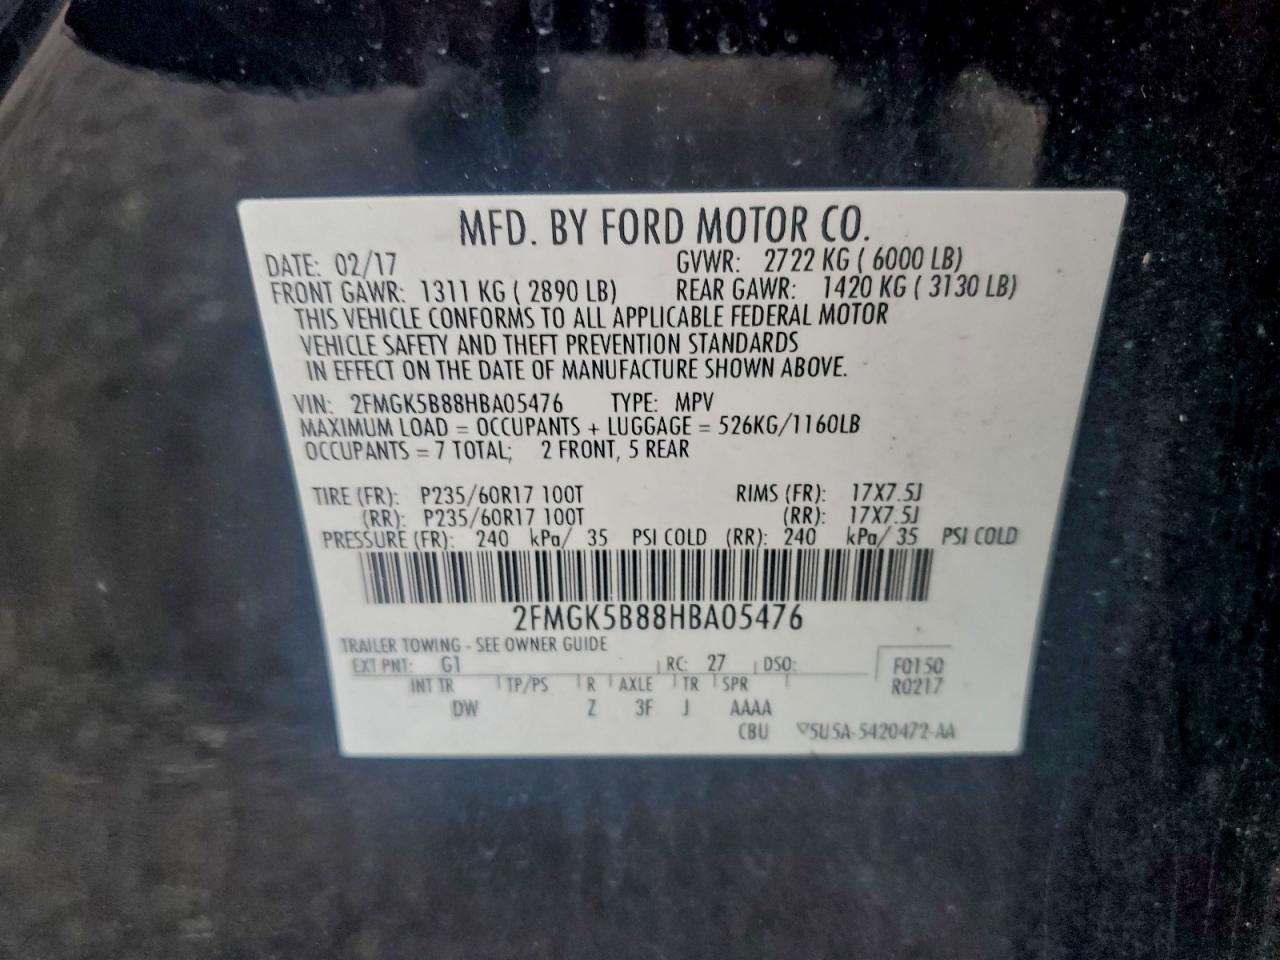 MFD. BY FORD MOTOR CO.
DATE: 02/17 GVWR: 2722 KG ( 6000 LB)
FRONT GAWR: 1311 KG ( 2890 LB) REAR GAWR: 1420 KG ( 3130 LB)
THIS VEHICLE CONFORMS TO ALL APPLICABLE FEDERAL MOTOR
VEHICLE SAFETY AND THEFT PREVENTION STANDARDS
IN EFFECT ON THE DATE OF MANUFACTURE SHOWN ABOVE.
VIN: 2FMGK5B88HBA05476 TYPE: MPV
MAXIMUM LOAD = OCCUPANTS + LUGGAGE = 526KG/1160LB
OCCUPANTS = 7 TOTAL; 2 FRONT, 5 REAR
TIRE (FR): P235/60R17 100T RIMS (FR): 17X7.5J
(RR): P235/60R17 100T (RR): 17X7.5J
PRESSURE (FR): 240 kPa/ 35 PSI COLD (RR): 240 kPa/ 35 PSI COLD
2FMGK5B88HBA05476
TRAILER TOWING - SEE OWNER GUIDE
EXT PNT: G1 RC: 27 DSO: F0150
INT TR TP/PS R AXLE TR SPR R0217
DW Z 3F J AAAA
CBU 5U5A-5420472-AA